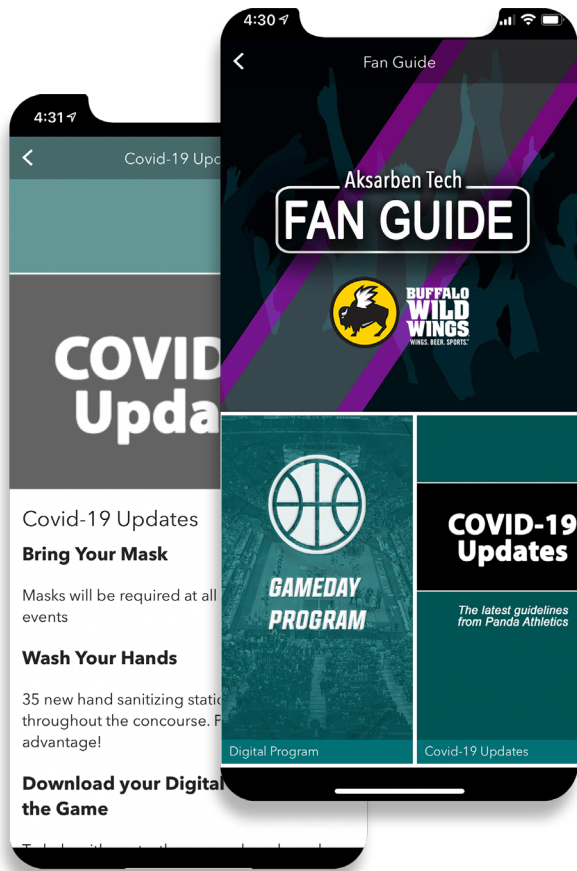 4:31
Covid-19 Upd
COVID
Upda
Covid-19 Updates
Bring Your Mask
Masks will be required at all
events
Wash Your Hands
35 new hand sanitizing static
throughout the concourse. P
advantage!
Download your Digital
the Game
4:30
Fan Guide
Aksarben Tech
FAN GUIDE
BUFFALO
WILD
WINGS
WINGS. BEER. SPORTS.
GAMEDAY
PROGRAM
Digital Program
COVID-19
Updates
The latest guidelines
from Panda Athletics
Covid-19 Updates